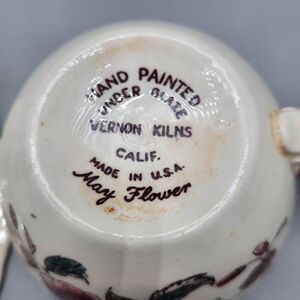 HAND PAINTED
UNDER GLAZE
VERNON KILNS
CALIF.
MADE IN U.S.A.
May Flower